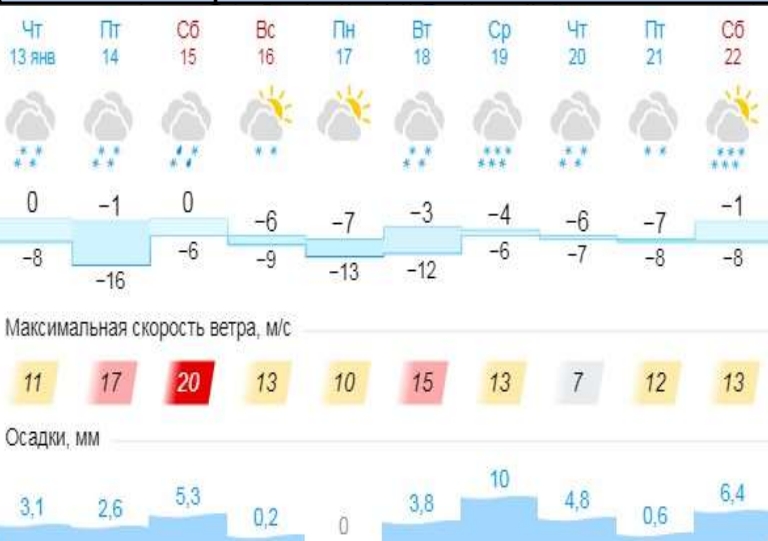 Чт Пт Сб Вс Пн Вт Ср Чт Пт Сб
13 янв 14 15 16 17 18 19 20 21 22
0 −1 0 −6 −7 −3 −4 −6 −7 −1
−8 −16 −6 −9 −13 −12 −6 −7 −8 −8
Максимальная скорость ветра, м/с
11 17 20 13 10 15 13 7 12 13
Осадки, мм
3,1 2,6 5,3 0,2 0 3,8 10 4,8 0,6 6,4